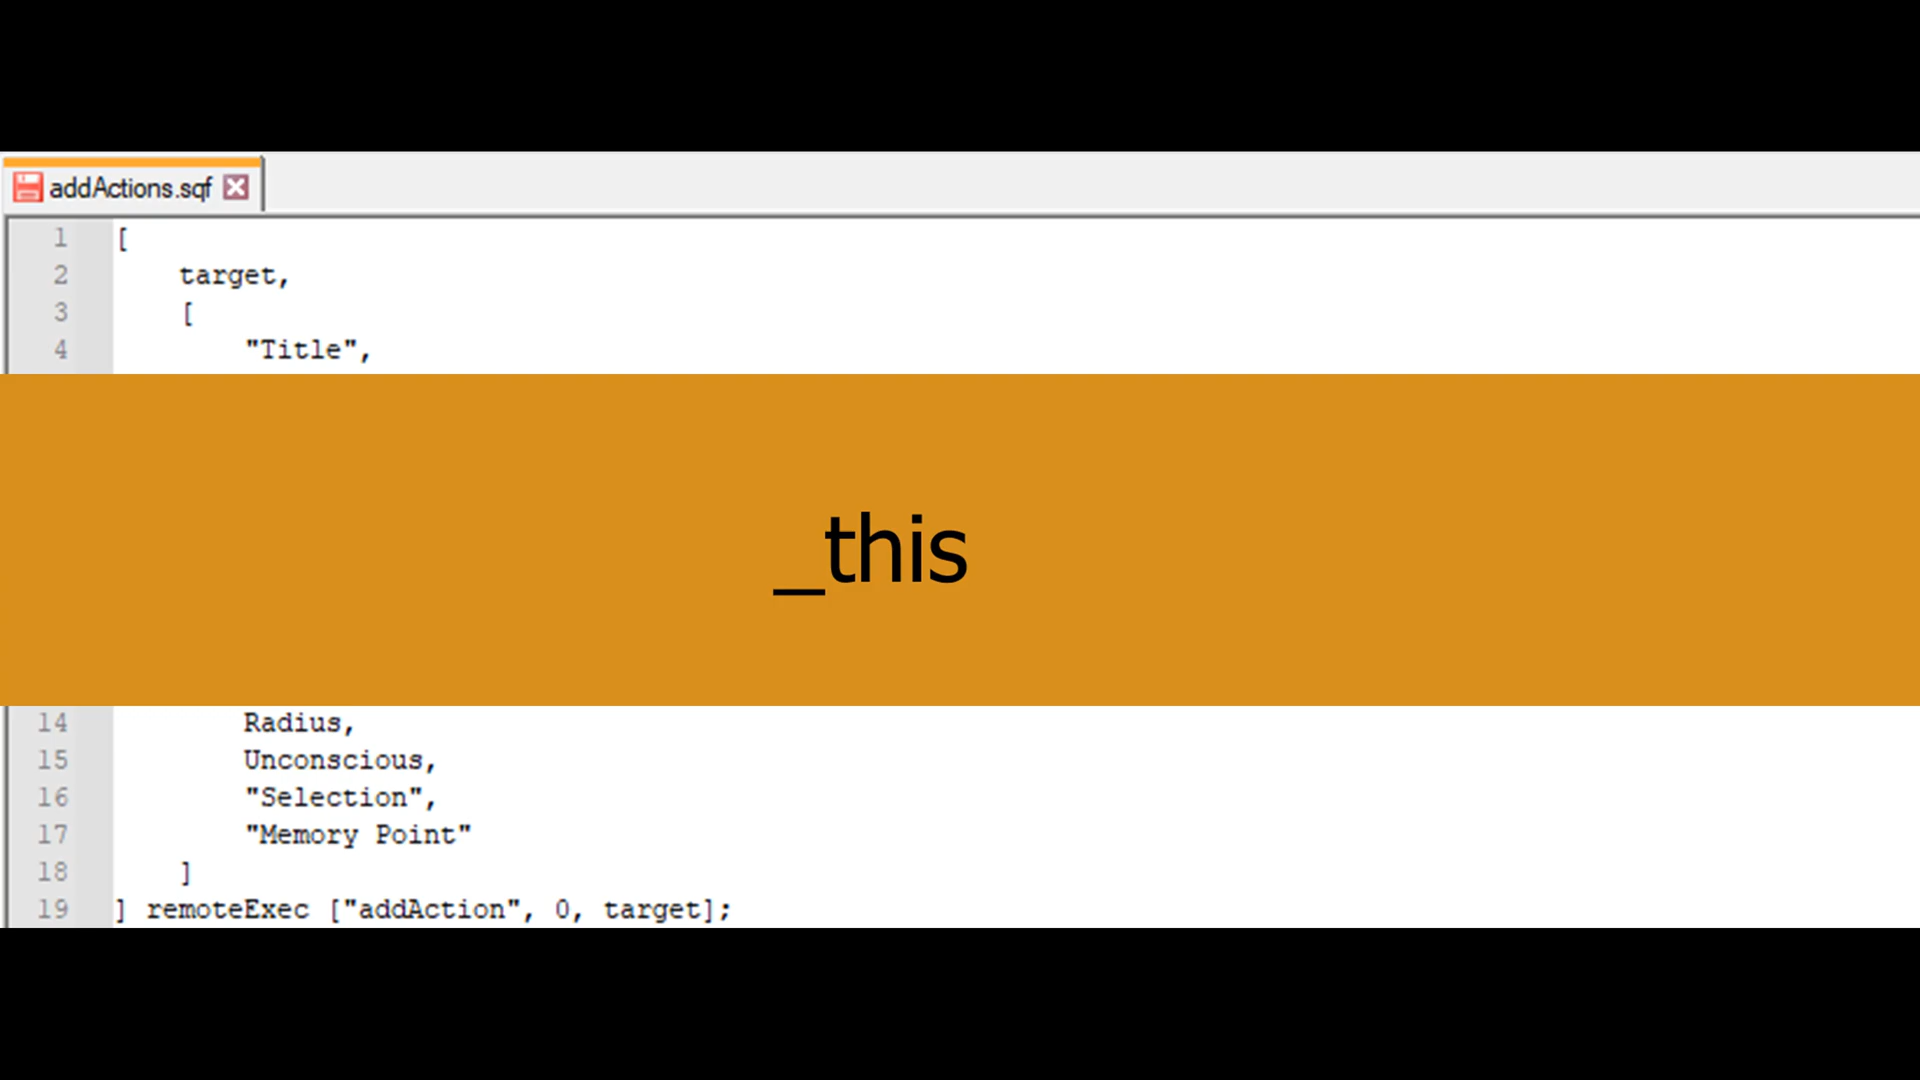 addActions.sqf
1 [
2 target,
3 [
4 "Title",
_this
14 Radius,
15 Unconscious,
16 "Selection",
17 "Memory Point"
18 ]
19 ] remoteExec ["addAction", 0, target];